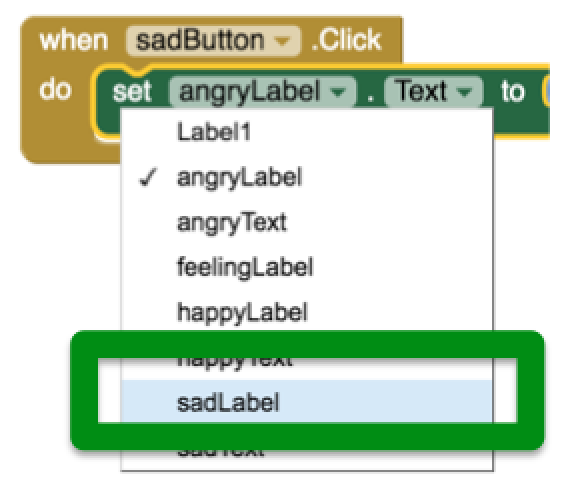 when sadButton .Click
do set angryLabel . Text to
Label1
✓ angryLabel
angryText
feelingLabel
happyLabel
happyText
sadLabel
sadText